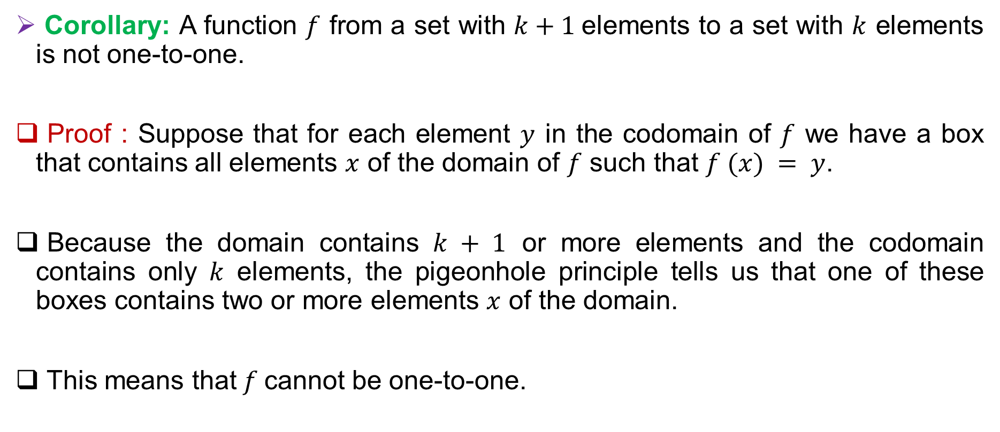 ➢ Corollary: A function 𝑓 from a set with 𝑘 + 1 elements to a set with 𝑘 elements
is not one-to-one.
❑ Proof : Suppose that for each element 𝑦 in the codomain of 𝑓 we have a box
that contains all elements 𝑥 of the domain of 𝑓 such that 𝑓 (𝑥) = 𝑦.
❑ Because the domain contains 𝑘 + 1 or more elements and the codomain
contains only 𝑘 elements, the pigeonhole principle tells us that one of these
boxes contains two or more elements 𝑥 of the domain.
❑ This means that 𝑓 cannot be one-to-one.